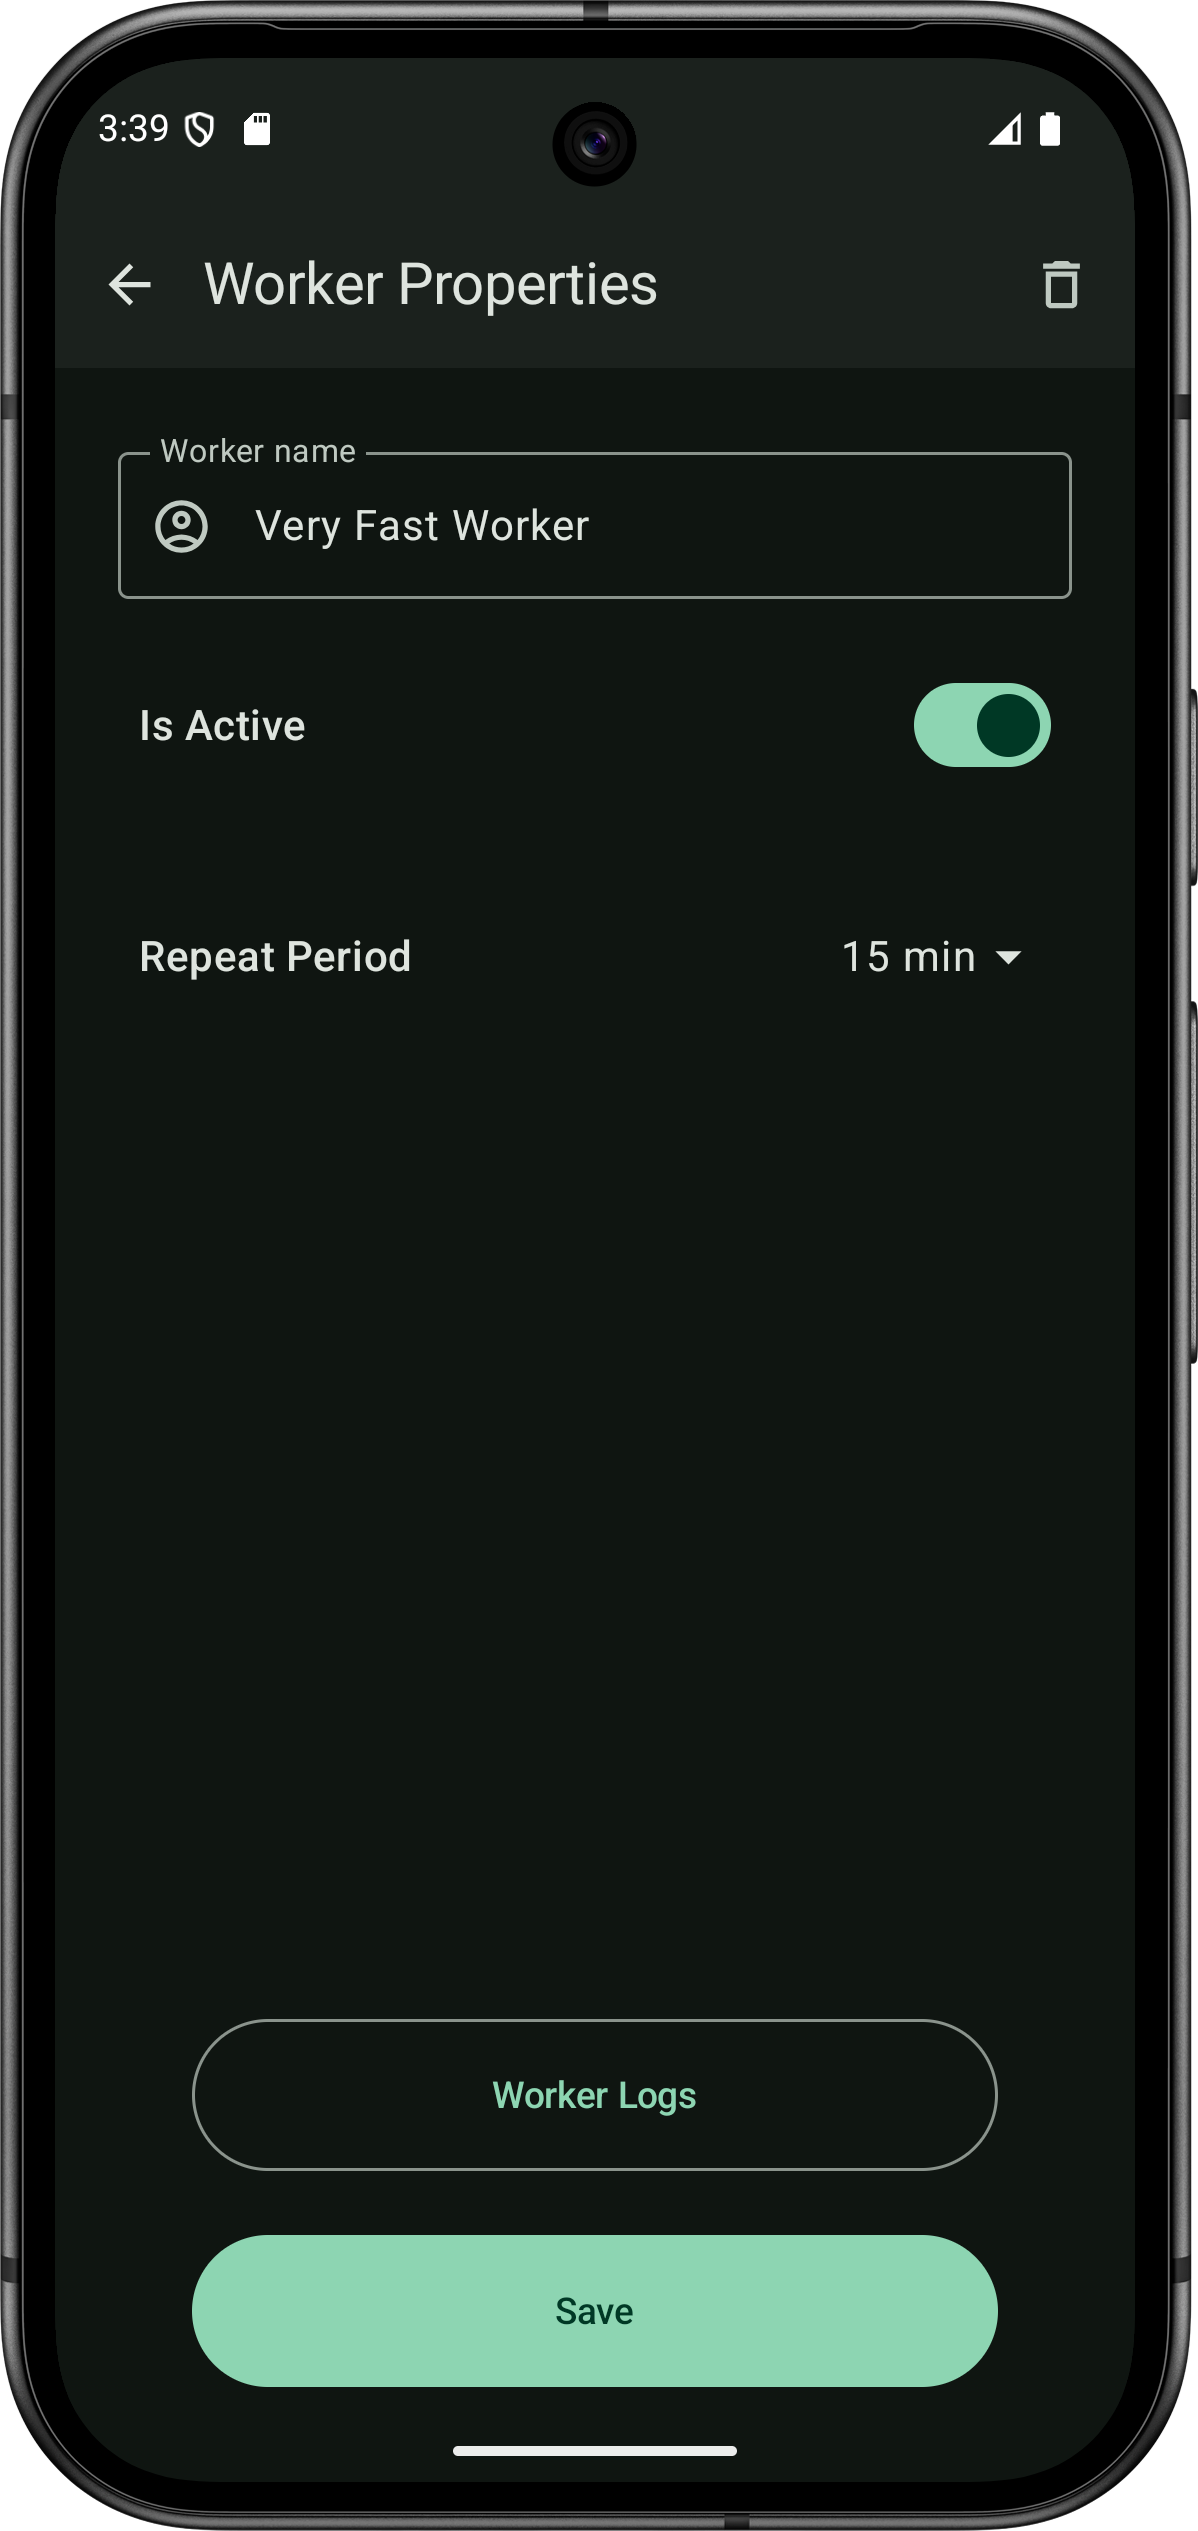 3:39
Worker Properties
Worker name
Very Fast Worker
Is Active
Repeat Period
15 min
Worker Logs
Save